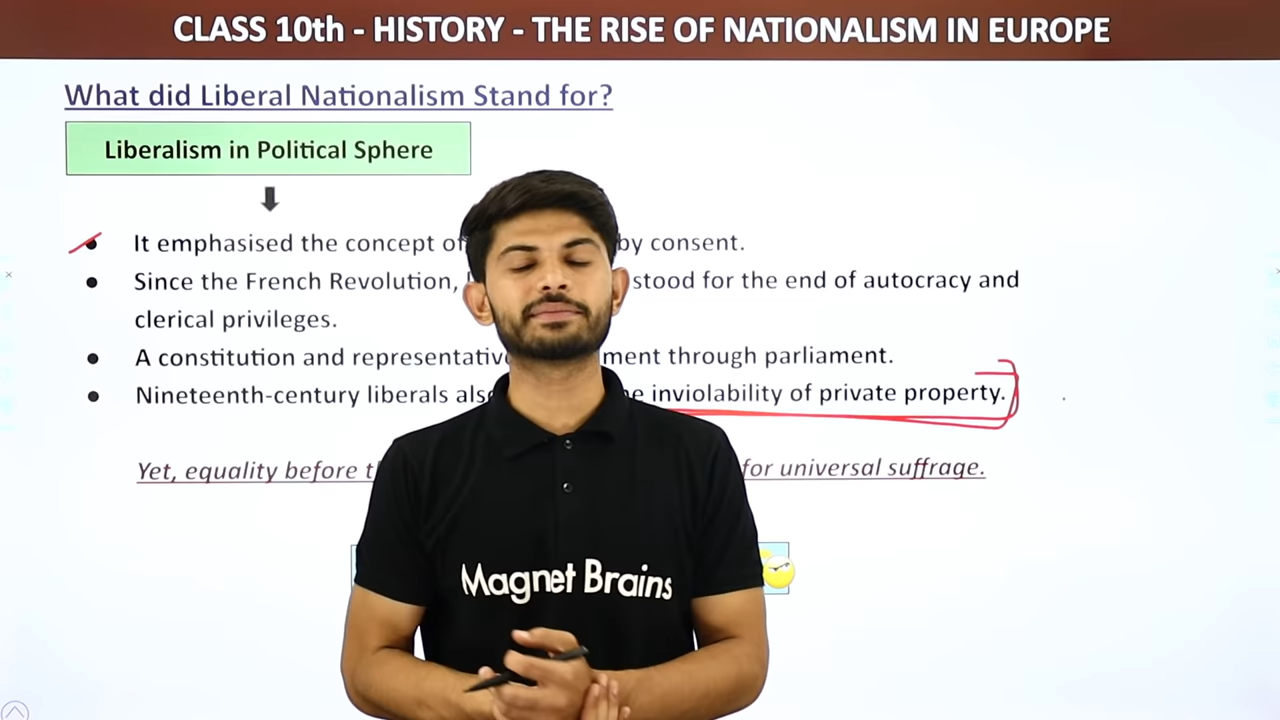 CLASS 10th - HISTORY - THE RISE OF NATIONALISM IN EUROPE
What did Liberal Nationalism Stand for?
Liberalism in Political Sphere
It emphasised the concept of by consent.
Since the French Revolution, stood for the end of autocracy and
clerical privileges.
A constitution and representative ment through parliament.
Nineteenth-century liberals also inviolability of private property.
Yet, equality before for universal suffrage.
Magnet Brains